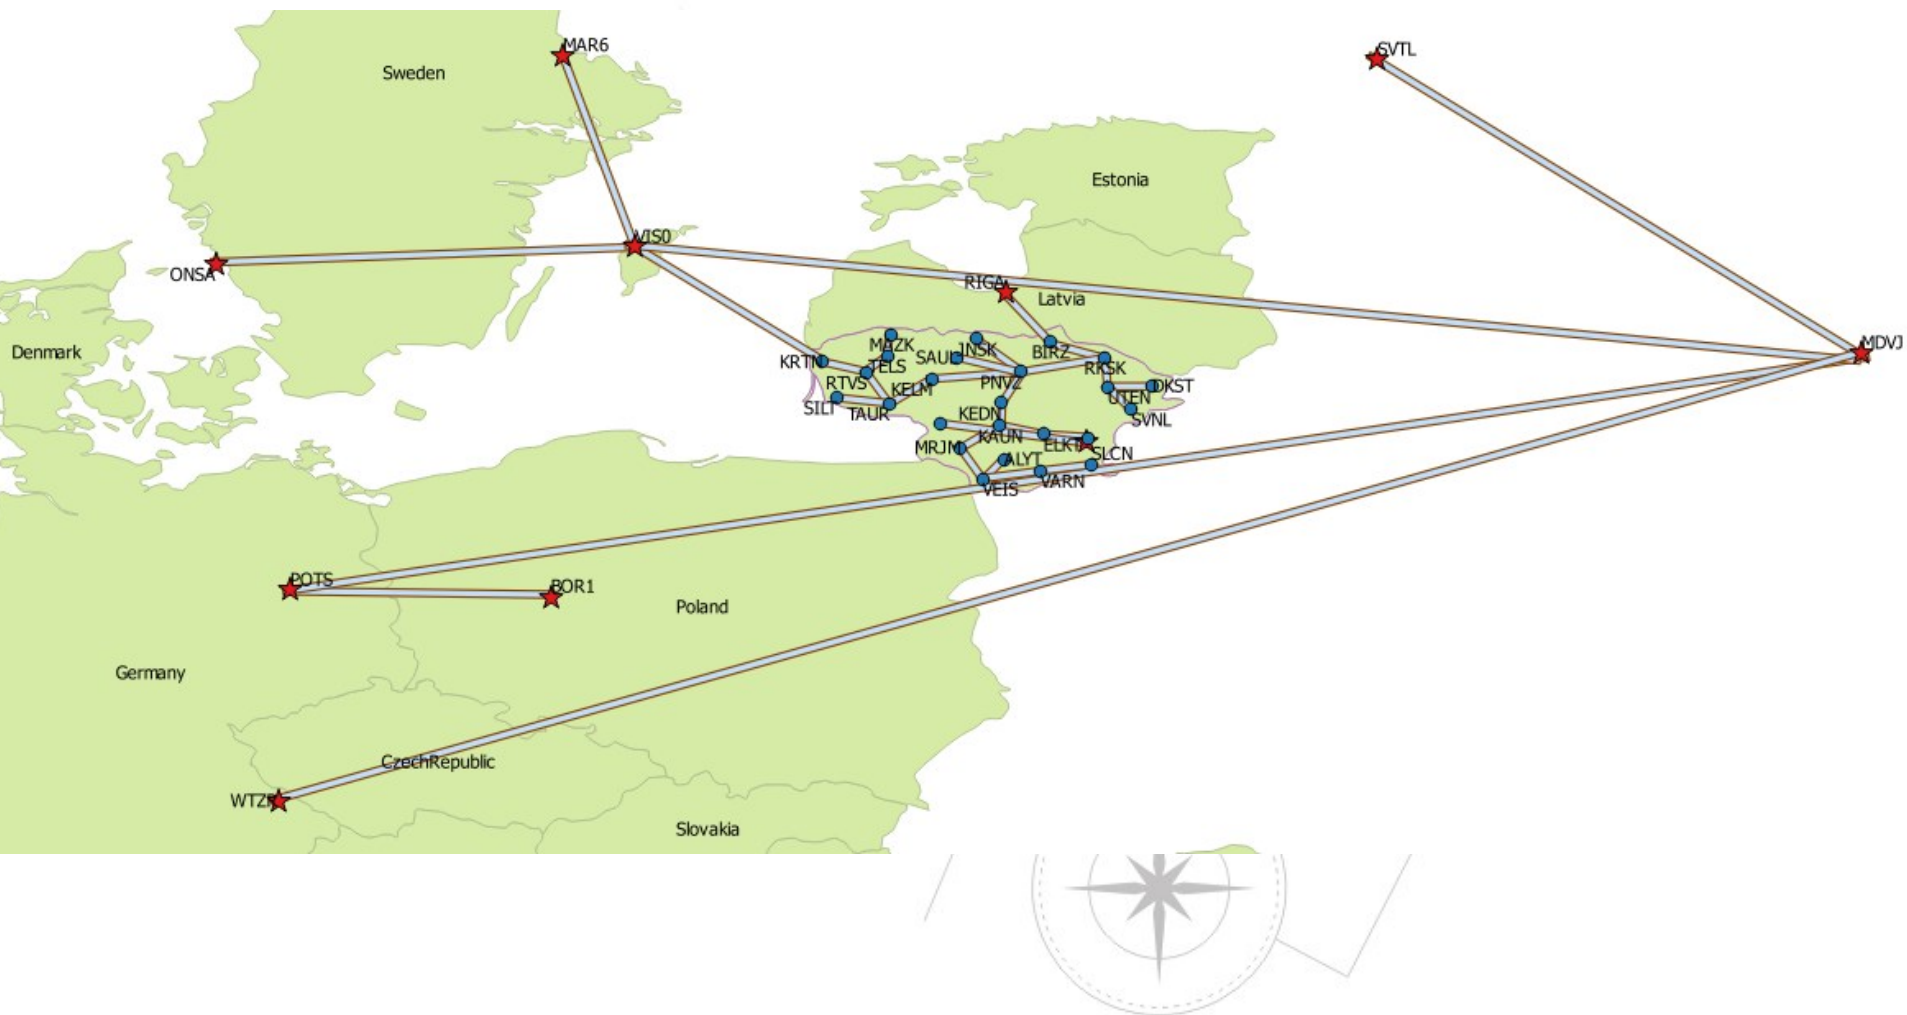 MAR6
SVTL
Sweden
Estonia
VIS0
ONSA
RIGA
Latvia
MDVJ
Denmark
MAZK
JNSK
BIRZ
SAUL
KRTN
TELS
RKSK
RTVS
KELM
PNVZ
DKST
UTEN
SILT
TAUR
KEDN
SVNL
KAUN
ELKT
MRJM
SLCN
ALYT
VARN
VEIS
POTS
BOR1
Poland
Germany
CzechRepublic
Slovakia